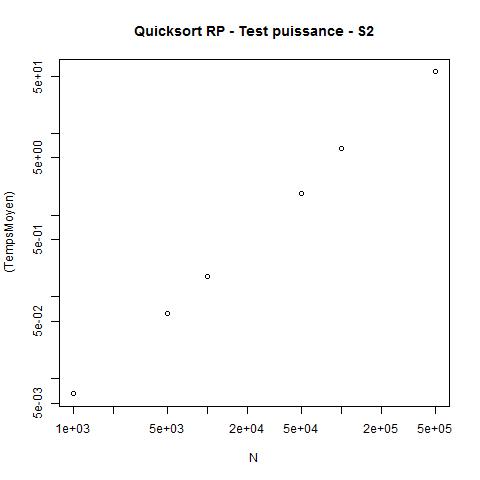 Quicksort RP - Test puissance - S2
(TempsMoyen)
5e+01
5e+00
5e-01
5e-02
5e-03
1e+03 5e+03 2e+04 5e+04 2e+05 5e+05
N